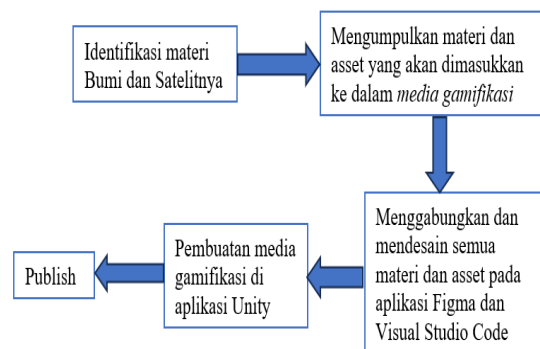 Identifikasi materi
Bumi dan Satelitnya
Mengumpulkan materi dan
asset yang akan dimasukkan
ke dalam media gamifikasi
Menggabungkan dan
mendesain semua
materi dan asset pada
aplikasi Figma dan
Visual Studio Code
Pembuatan media
gamifikasi di
aplikasi Unity
Publish